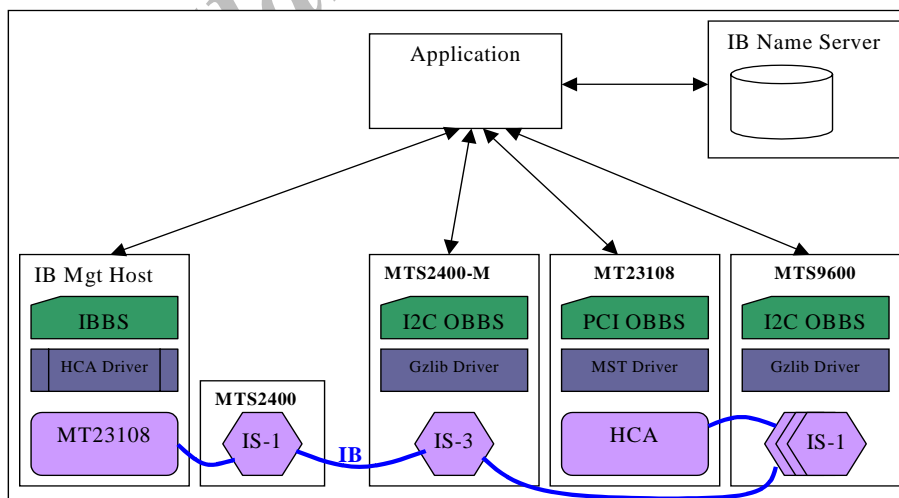 Application
IB Name Server
IB Mgt Host
IBBS
HCA Driver
MT23108
MTS2400
IS-1
IB
MTS2400-M
I2C OBBS
Gzlib Driver
IS-3
MT23108
PCI OBBS
MST Driver
HCA
MTS9600
I2C OBBS
Gzlib Driver
IS-1